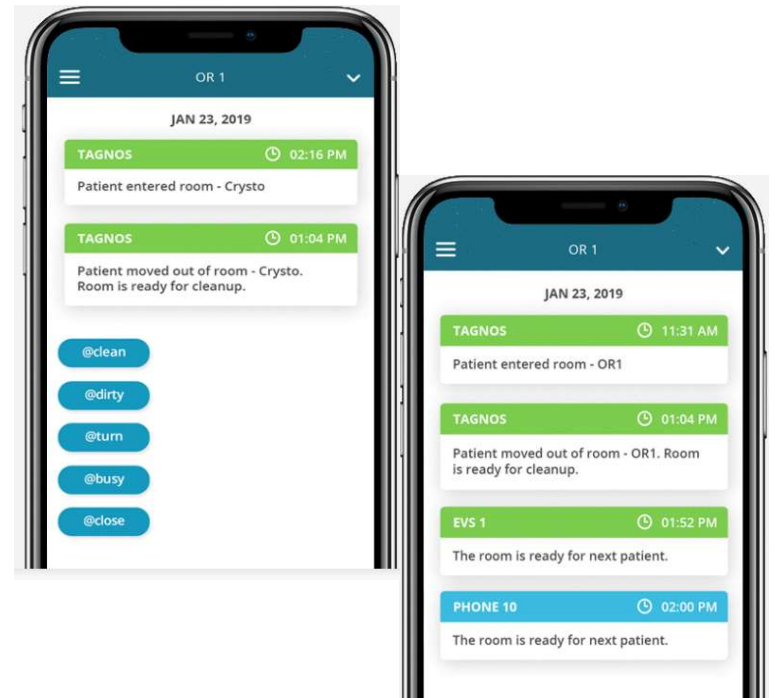 OR 1
JAN 23, 2019
TAGNOS 02:16 PM
Patient entered room - Crysto
TAGNOS 01:04 PM
Patient moved out of room - Crysto.
Room is ready for cleanup.
@clean
@dirty
@turn
@busy
@close
OR 1
JAN 23, 2019
TAGNOS 11:31 AM
Patient entered room - OR1
TAGNOS 01:04 PM
Patient moved out of room - OR1. Room
is ready for cleanup.
EVS 1 01:52 PM
The room is ready for next patient.
PHONE 10 02:00 PM
The room is ready for next patient.